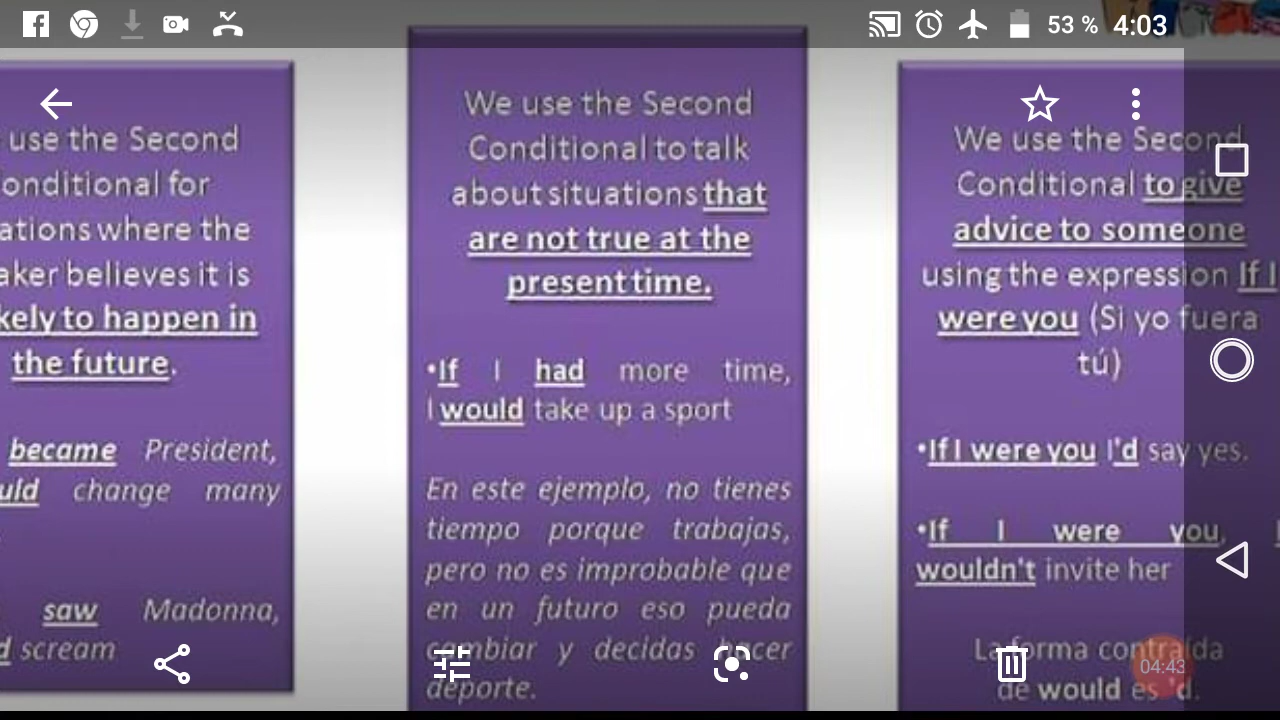 53 % 4:03
use the Second
onditional for
ations where the
aker believes it is
kely to happen in
the future.
became President,
uld change many
saw Madonna,
d scream
We use the Second
Conditional to talk
about situations that
are not true at the
present time.
•If I had more time,
I would take up a sport
En este ejemplo, no tienes
tiempo porque trabajas,
pero no es improbable que
en un futuro eso pueda
cambiar y decidas hacer
deporte.
We use the Second
Conditional to give
advice to someone
using the expression If I
were you (Si yo fuera
tú)
•If I were you I'd say yes.
•If I were you, I
wouldn't invite her
La forma contraída
de would es 'd.
04:43